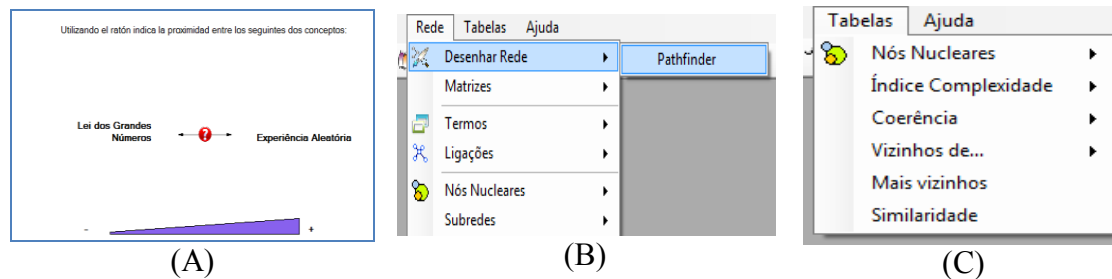 Utilizando el ratón indica la proximidad entre los seguintes dos conceptos:
Lei dos Grandes
Números
?
Experiência Aleatória
- +
(A)
Rede Tabelas Ajuda
Desenhar Rede
Pathfinder
Matrizes
Termos
Ligações
Nós Nucleares
Subredes
(B)
Tabelas Ajuda
Nós Nucleares
Índice Complexidade
Coerência
Vizinhos de...
Mais vizinhos
Similaridade
(C)